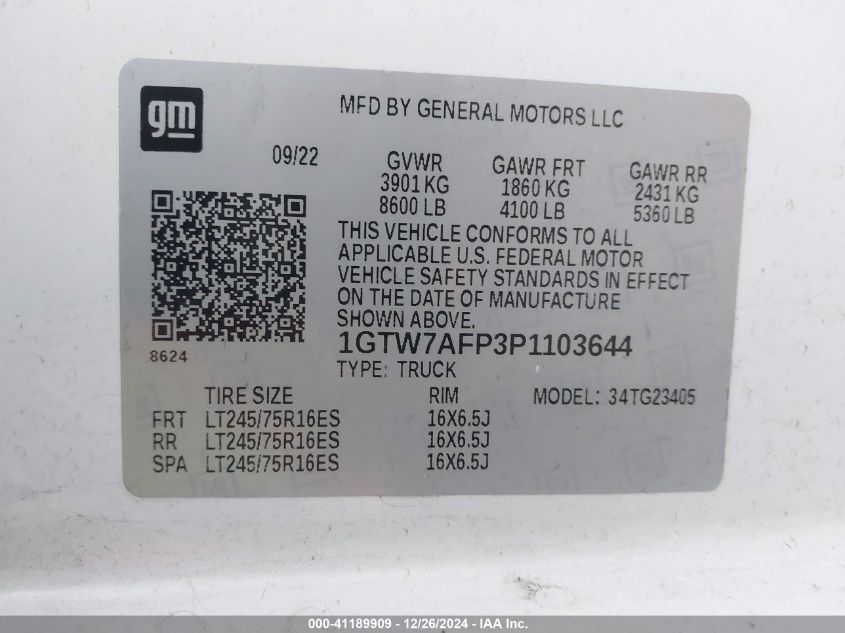 gm
MFD BY GENERAL MOTORS LLC
09/22
GVWR GAWR FRT GAWR RR
3901 KG 1860 KG 2431 KG
8600 LB 4100 LB 5360 LB
THIS VEHICLE CONFORMS TO ALL
APPLICABLE U.S. FEDERAL MOTOR
VEHICLE SAFETY STANDARDS IN EFFECT
ON THE DATE OF MANUFACTURE
SHOWN ABOVE.
8624
1GTW7AFP3P1103644
TYPE: TRUCK
TIRE SIZE RIM MODEL: 34TG23405
FRT LT245/75R16ES 16X6.5J
RR LT245/75R16ES 16X6.5J
SPA LT245/75R16ES 16X6.5J
000-41189909 - 12/26/2024 - IAA Inc.